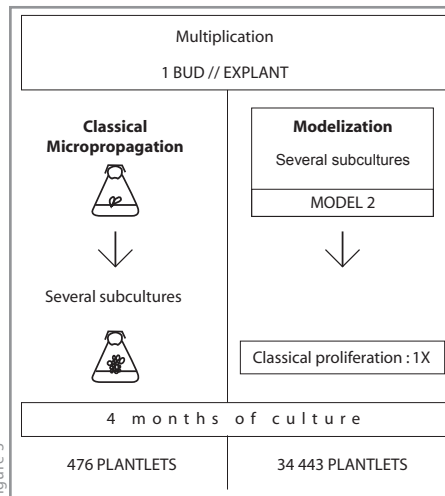 Multiplication
1 BUD // EXPLANT
Classical
Micropropagation
Several subcultures
Modelization
Several subcultures
MODEL 2
Classical proliferation : 1X
4 months of culture
476 PLANTLETS
34 443 PLANTLETS